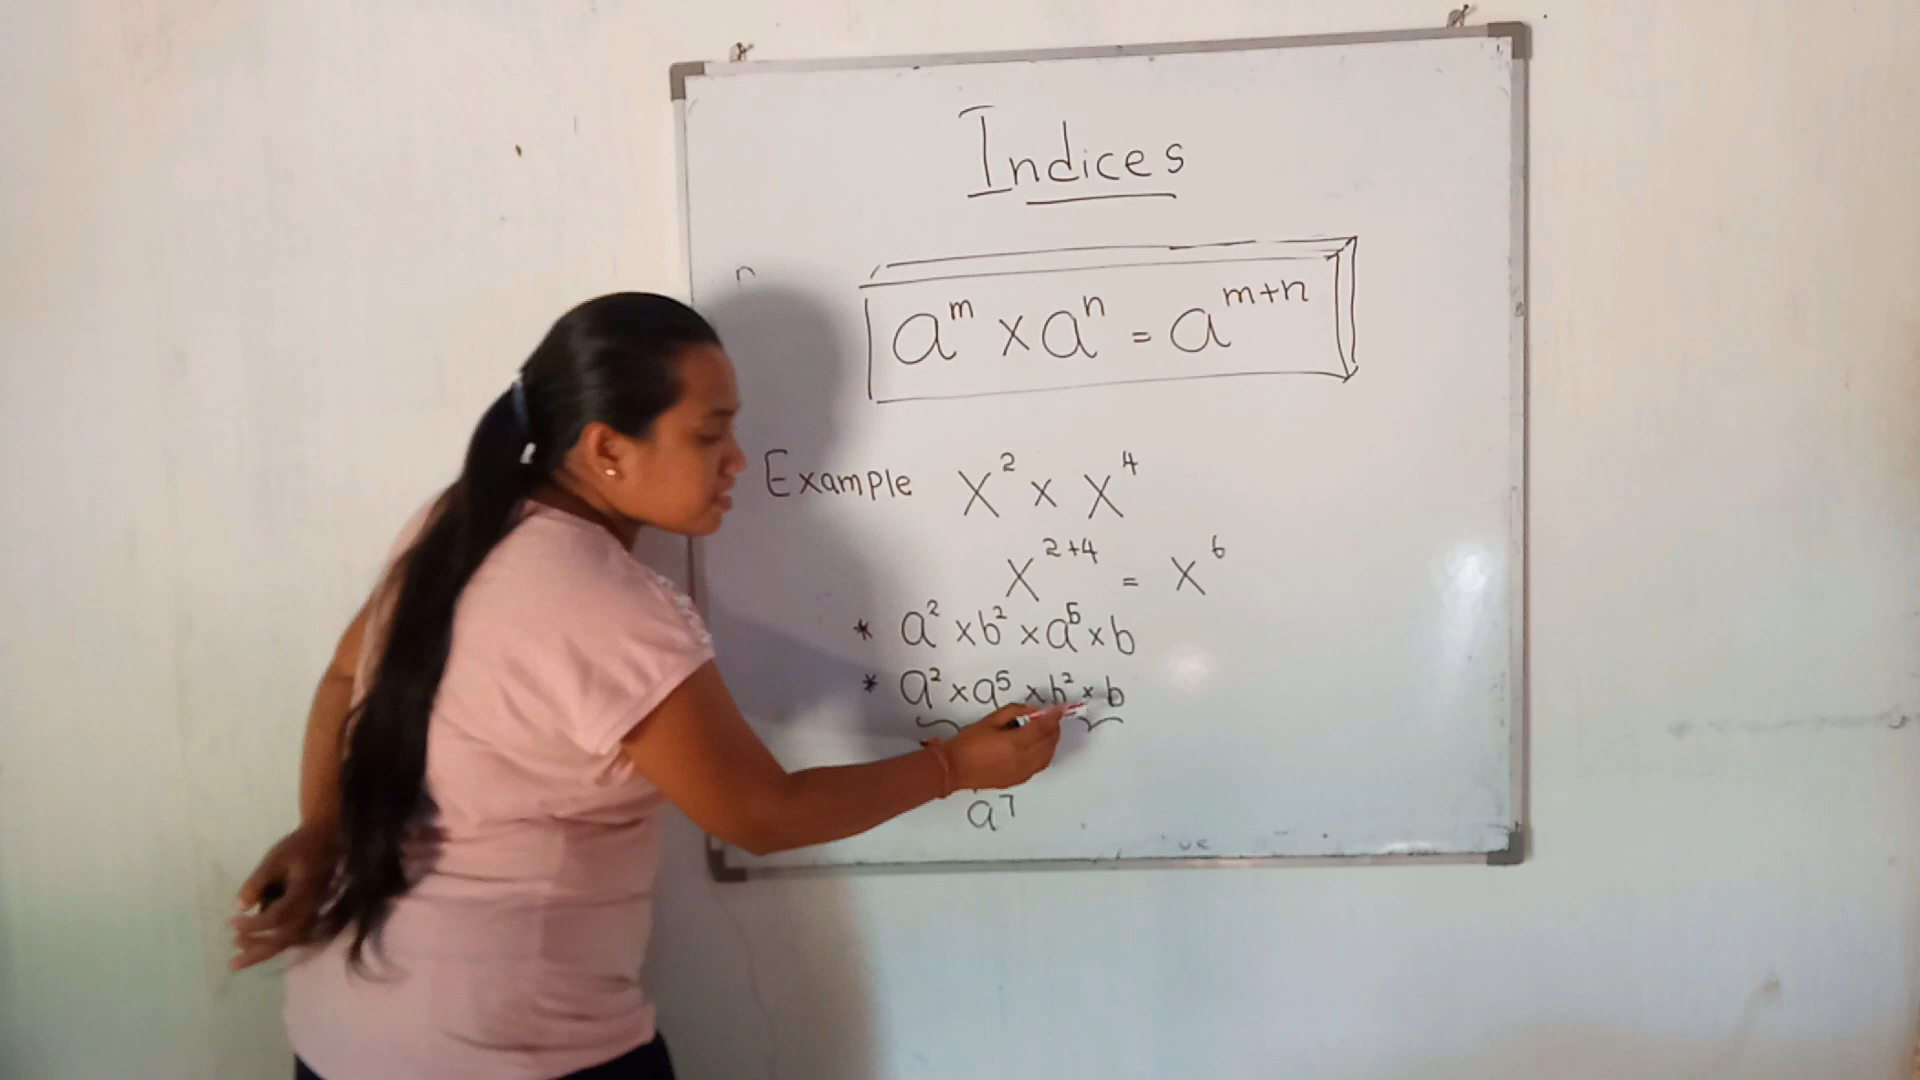 Indices
n
aᵐ × aⁿ = aᵐ⁺ⁿ
Example x² × x⁴
x²⁺⁴ = x⁶
* a² × b² × a⁵ × b
* a² × a⁵ × b² × b
a⁷